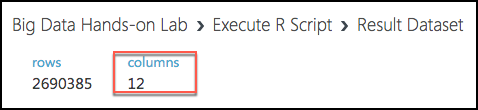 Big Data Hands-on Lab > Execute R Script > Result Dataset
rows columns
2690385 12